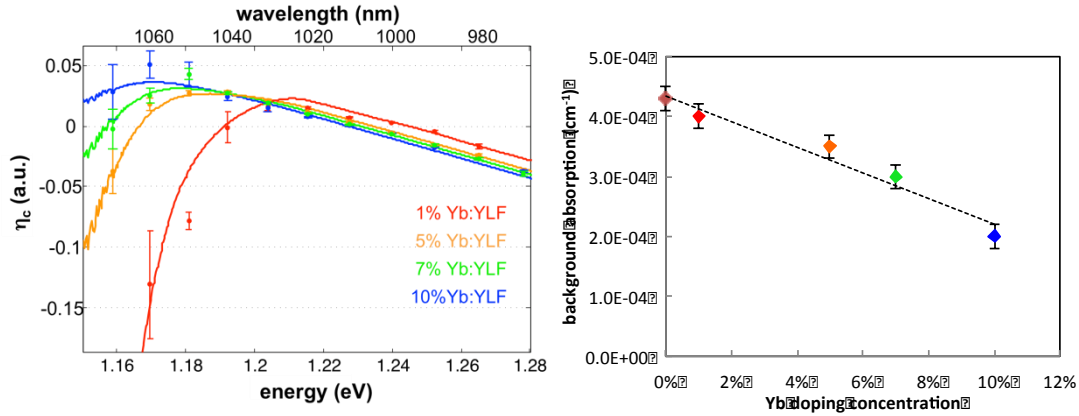 wavelength (nm)
1060 1040 1020 1000 980
0.05
0
-0.05
-0.1
-0.15
η_c (a.u.)
1% Yb:YLF
5% Yb:YLF
7% Yb:YLF
10%Yb:YLF
1.16 1.18 1.2 1.22 1.24 1.26 1.28
energy (eV)
5.0E-04
4.0E-04
3.0E-04
2.0E-04
1.0E-04
0.0E+00
background absorption (cm⁻¹)
0% 2% 4% 6% 8% 10% 12%
Yb doping concentration